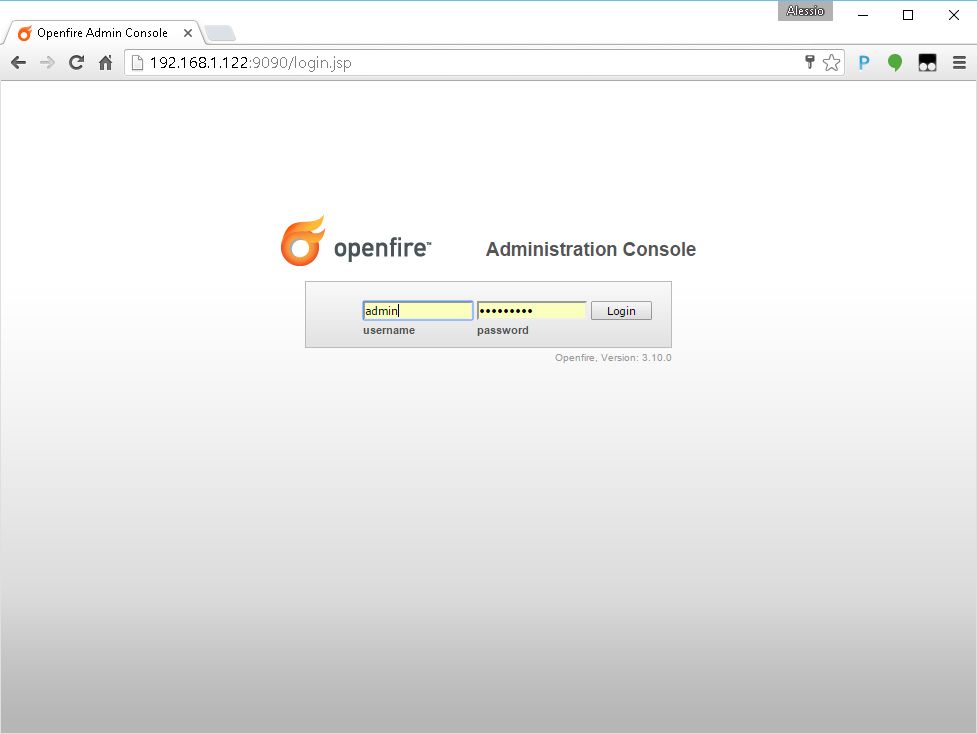 Alessio
Openfire Admin Console
192.168.1.122:9090/login.jsp
P
openfire™ Administration Console
admin ••••••••• Login
username password
Openfire, Version: 3.10.0